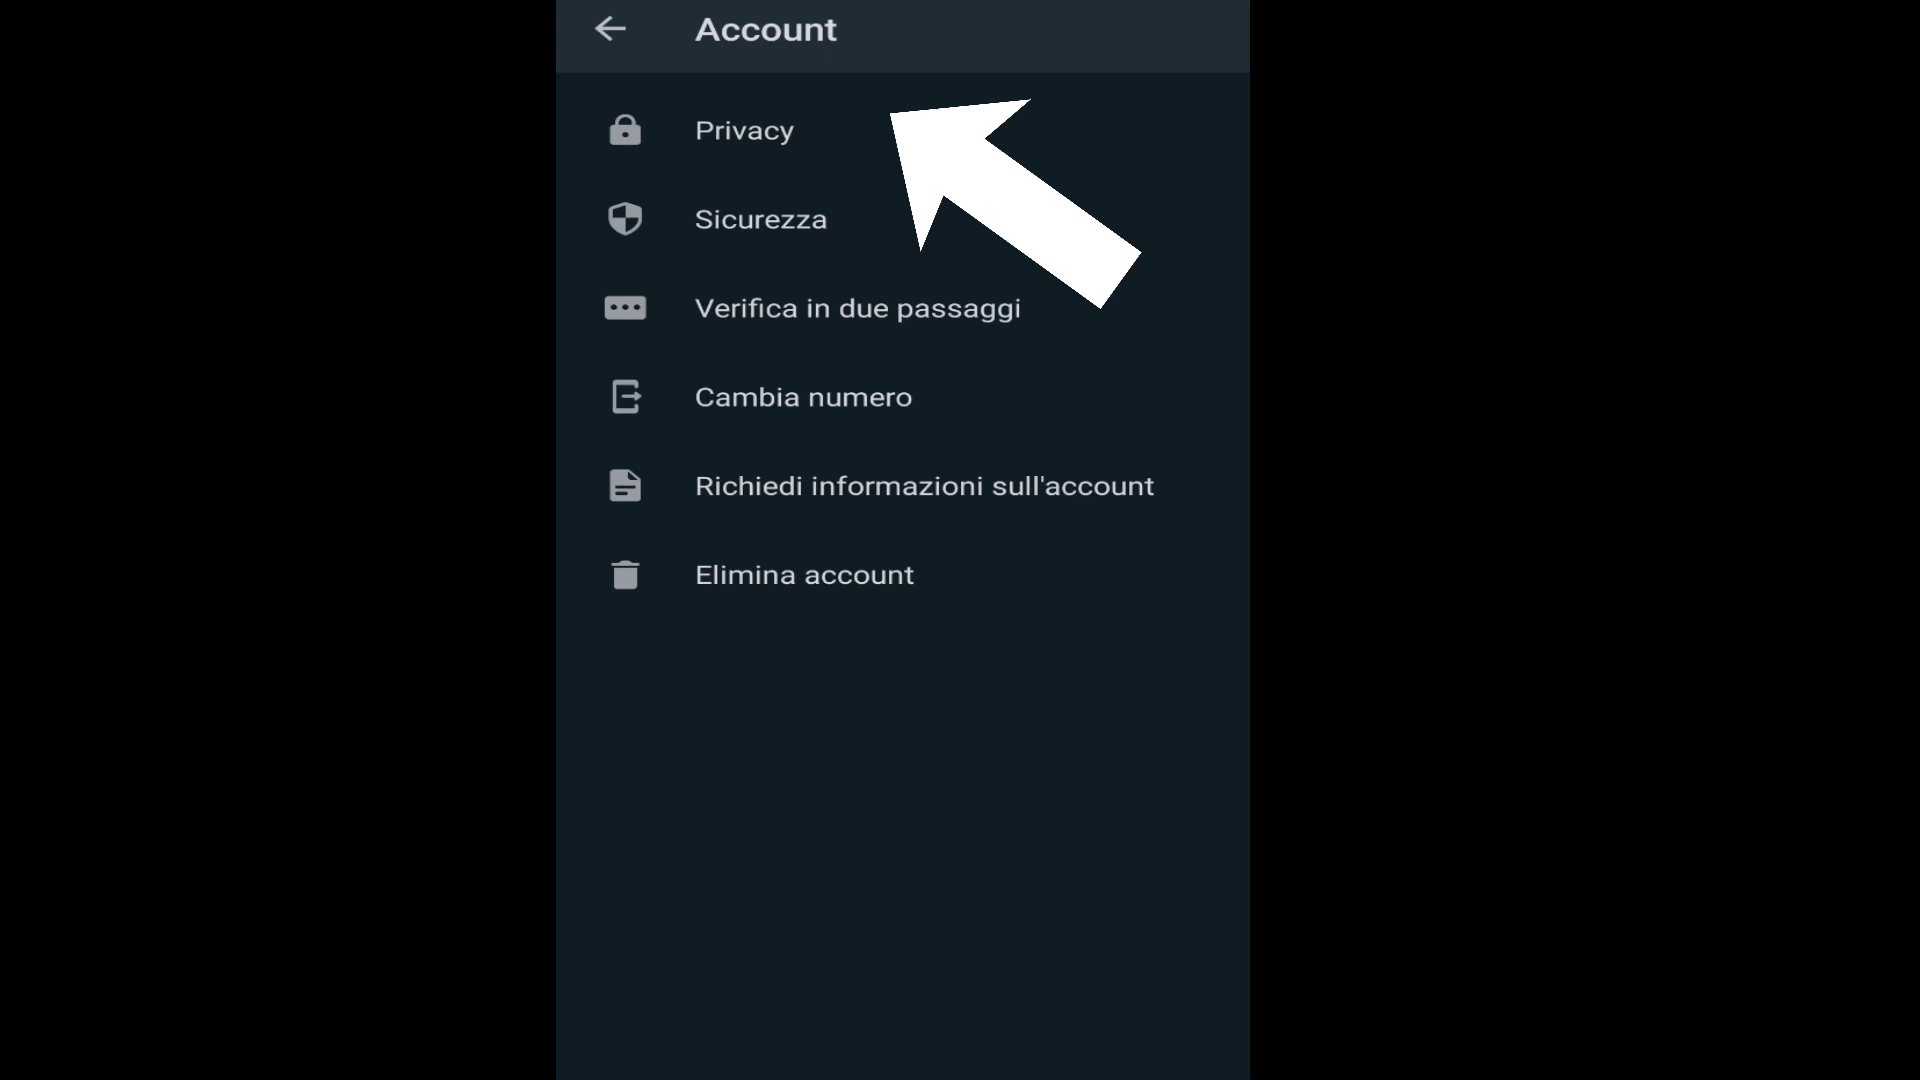 Account
Privacy
Sicurezza
Verifica in due passaggi
Cambia numero
Richiedi informazioni sull'account
Elimina account